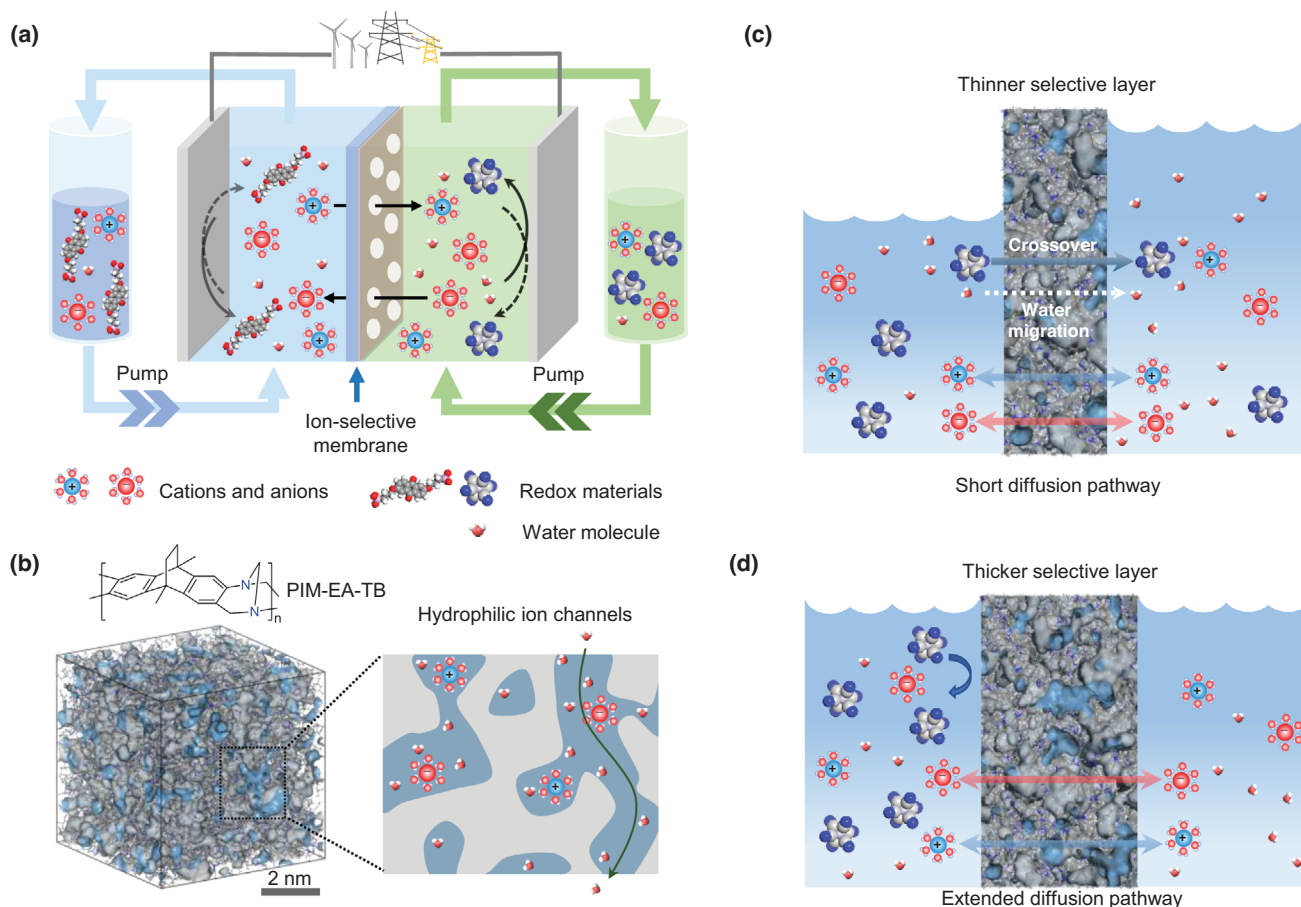 (a)
Pump
Pump
Ion-selective
membrane
+
−
Cations and anions
Redox materials
Water molecule
(b)
N
N
n
PIM-EA-TB
Hydrophilic ion channels
2 nm
(c)
Thinner selective layer
Crossover
Water
migration
Short diffusion pathway
(d)
Thicker selective layer
Extended diffusion pathway